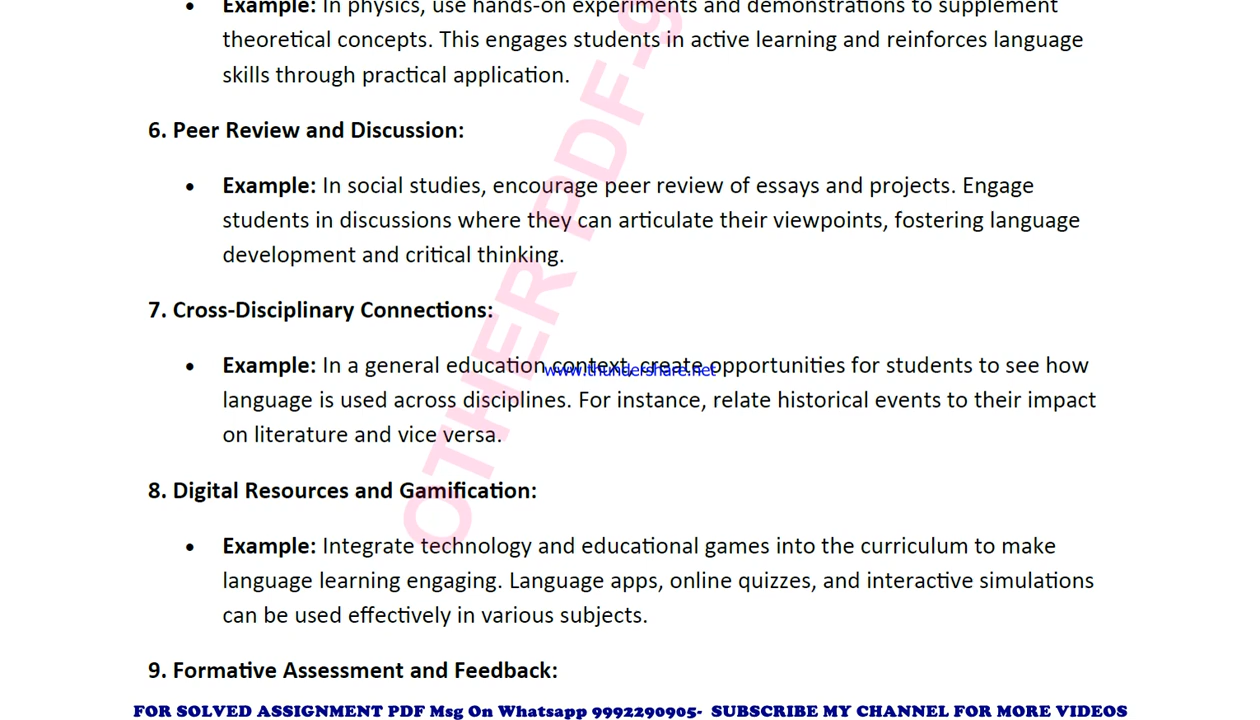 • Example: In physics, use hands-on experiments and demonstrations to supplement
theoretical concepts. This engages students in active learning and reinforces language
skills through practical application.
6. Peer Review and Discussion:
• Example: In social studies, encourage peer review of essays and projects. Engage
students in discussions where they can articulate their viewpoints, fostering language
development and critical thinking.
7. Cross-Disciplinary Connections:
• Example: In a general education context, create opportunities for students to see how
www.thundershare.net
language is used across disciplines. For instance, relate historical events to their impact
on literature and vice versa.
8. Digital Resources and Gamification:
• Example: Integrate technology and educational games into the curriculum to make
language learning engaging. Language apps, online quizzes, and interactive simulations
can be used effectively in various subjects.
9. Formative Assessment and Feedback:
OTHER PDF-9
FOR SOLVED ASSIGNMENT PDF Msg On Whatsapp 9992290905- SUBSCRIBE MY CHANNEL FOR MORE VIDEOS